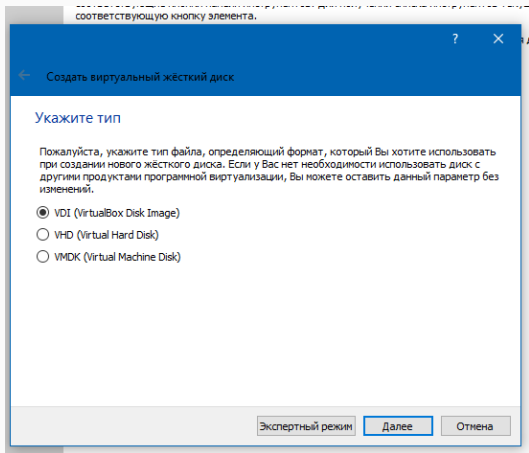 соответствующую кнопку элемента.
?
Создать виртуальный жёсткий диск
Укажите тип
Пожалуйста, укажите тип файла, определяющий формат, который Вы хотите использовать
при создании нового жёсткого диска. Если у Вас нет необходимости использовать диск с
другими продуктами программной виртуализации, Вы можете оставить данный параметр без
изменений.
VDI (VirtualBox Disk Image)
VHD (Virtual Hard Disk)
VMDK (Virtual Machine Disk)
Экспертный режим Далее Отмена